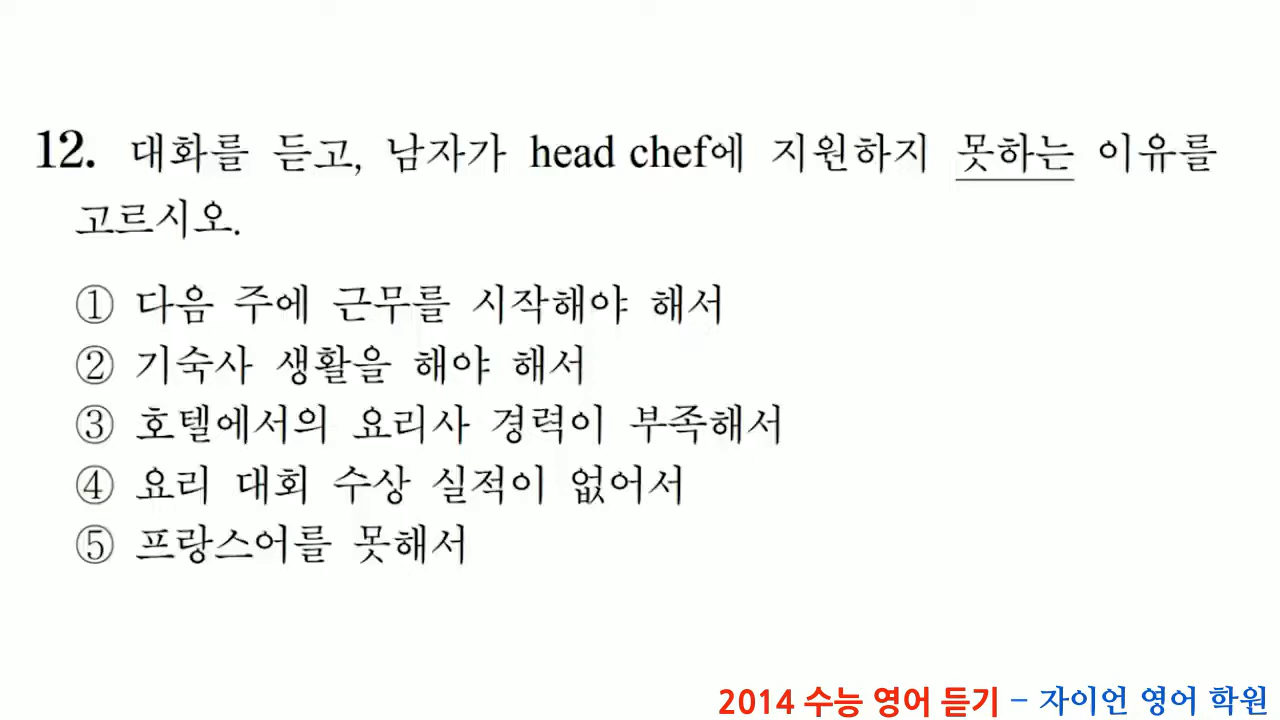 12. 대화를 듣고, 남자가 head chef에 지원하지 못하는 이유를
고르시오.
① 다음 주에 근무를 시작해야 해서
② 기숙사 생활을 해야 해서
③ 호텔에서의 요리사 경력이 부족해서
④ 요리 대회 수상 실적이 없어서
⑤ 프랑스어를 못해서
2014 수능 영어 듣기 - 자이언 영어 학원